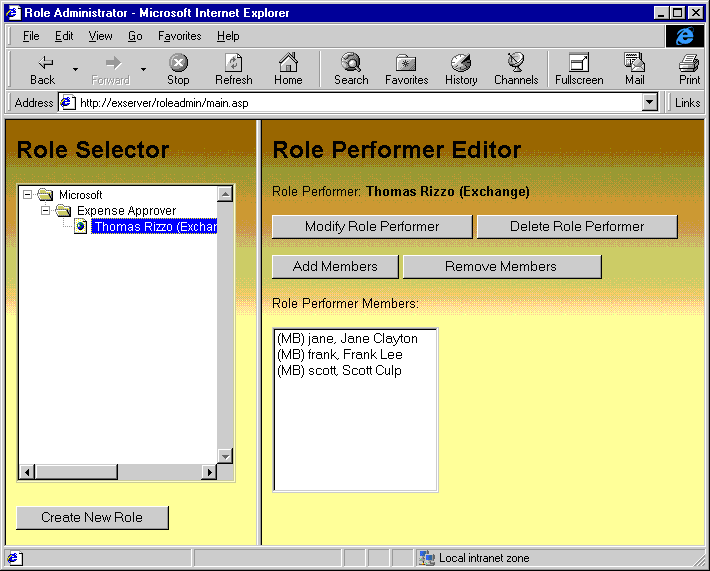 Role Administrator - Microsoft Internet Explorer
File Edit View Go Favorites Help
Back Forward Stop Refresh Home Search Favorites History Channels Fullscreen Mail Print
Address http://exserver/roleadmin/main.asp Links
Role Selector
Microsoft
Expense Approver
Thomas Rizzo (Exchan
Create New Role
Role Performer Editor
Role Performer: Thomas Rizzo (Exchange)
Modify Role Performer Delete Role Performer
Add Members Remove Members
Role Performer Members:
(MB) jane, Jane Clayton
(MB) frank, Frank Lee
(MB) scott, Scott Culp
Local intranet zone